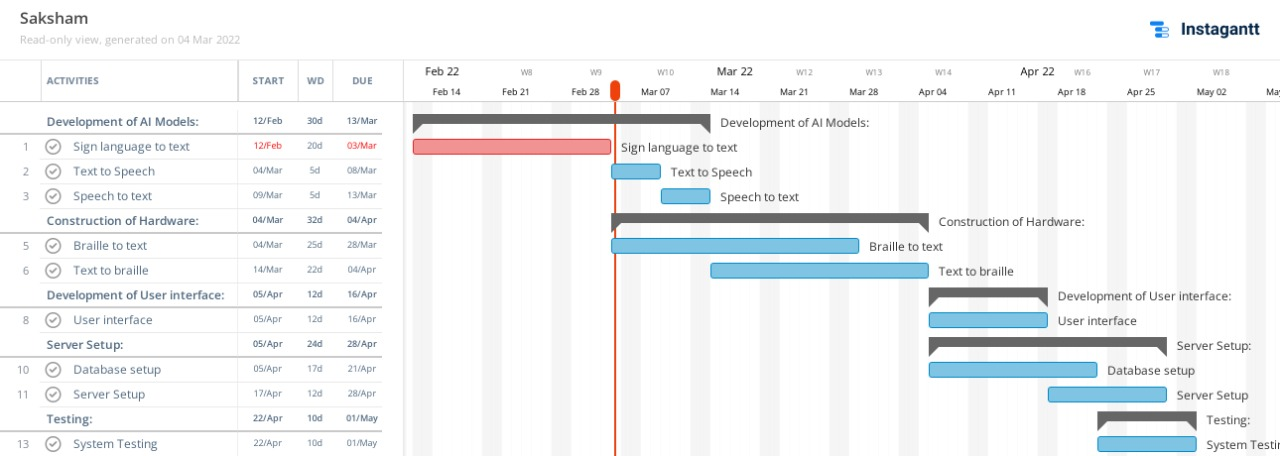 Saksham
Read-only view, generated on 04 Mar 2022
Instagantt
ACTIVITIES START WD DUE
Feb 22 W8 W9 W10 Mar 22 W12 W13 W14 Apr 22 W16 W17 W18
Feb 14 Feb 21 Feb 28 Mar 07 Mar 14 Mar 21 Mar 28 Apr 04 Apr 11 Apr 18 Apr 25 May 02
Development of AI Models: 12/Feb 30d 13/Mar Development of AI Models:
1 Sign language to text 12/Feb 20d 03/Mar Sign language to text
2 Text to Speech 04/Mar 5d 08/Mar Text to Speech
3 Speech to text 09/Mar 5d 13/Mar Speech to text
Construction of Hardware: 04/Mar 32d 04/Apr Construction of Hardware:
5 Braille to text 04/Mar 25d 28/Mar Braille to text
6 Text to braille 14/Mar 22d 04/Apr Text to braille
Development of User interface: 05/Apr 12d 16/Apr Development of User interface:
8 User interface 05/Apr 12d 16/Apr User interface
Server Setup: 05/Apr 24d 28/Apr Server Setup:
10 Database setup 05/Apr 17d 21/Apr Database setup
11 Server Setup 17/Apr 12d 28/Apr Server Setup
Testing: 22/Apr 10d 01/May Testing:
13 System Testing 22/Apr 10d 01/May System